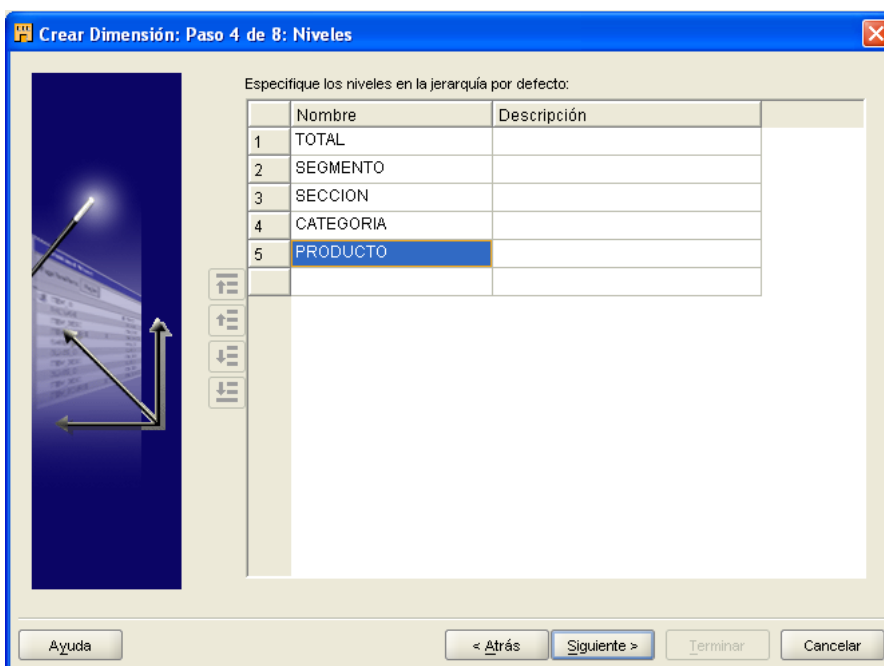 Crear Dimensión: Paso 4 de 8: Niveles
Especifique los niveles en la jerarquía por defecto:
Nombre Descripción
1 TOTAL
2 SEGMENTO
3 SECCION
4 CATEGORIA
5 PRODUCTO
Ayuda < Atrás Siguiente > Terminar Cancelar